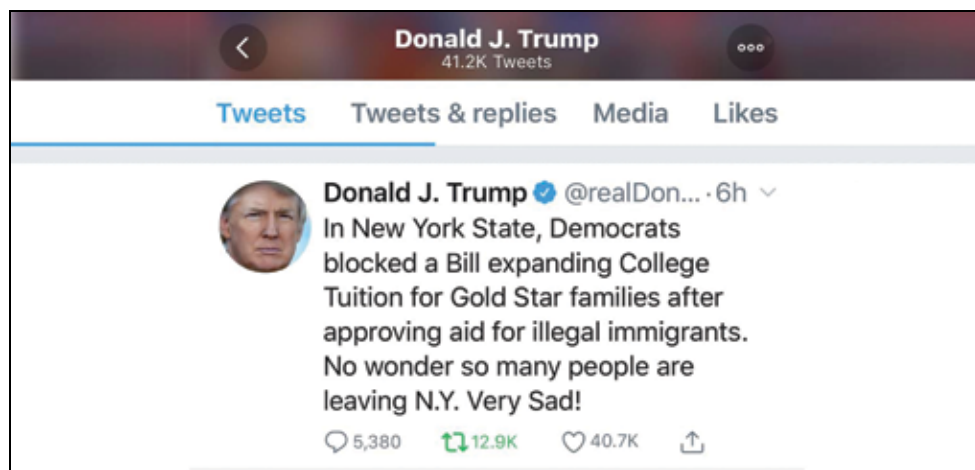 Donald J. Trump
41.2K Tweets
Tweets Tweets & replies Media Likes
Donald J. Trump @realDon... · 6h
In New York State, Democrats
blocked a Bill expanding College
Tuition for Gold Star families after
approving aid for illegal immigrants.
No wonder so many people are
leaving N.Y. Very Sad!
5,380 12.9K 40.7K